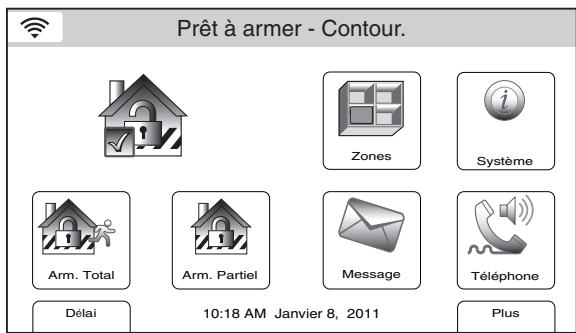 Prêt à armer - Contour.
Zones
Système
Arm. Total
Arm. Partiel
Message
Téléphone
Délai
10:18 AM Janvier 8, 2011
Plus